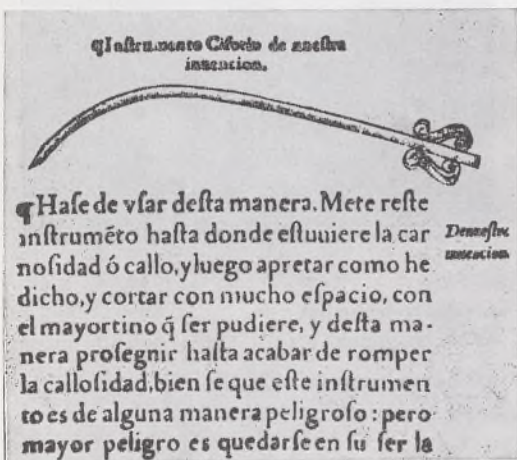 ¶Instrumento Cisorio de nuestra
inuencion.
¶Hase de vsar desta manera. Mete reste
instrumẽto hasta donde estuuiere la car
nosidad ó callo, y luego apretar como he
dicho, y cortar con mucho espacio, con
el mayor tino q̃ ser pudiere, y desta ma-
nera prosegnir hasta acabar de romper
la callosidad, bien se que este instrumen
to es de alguna manera peligroso : pero
mayor peligro es quedarse en su ser la
De nuestra
inuencion.